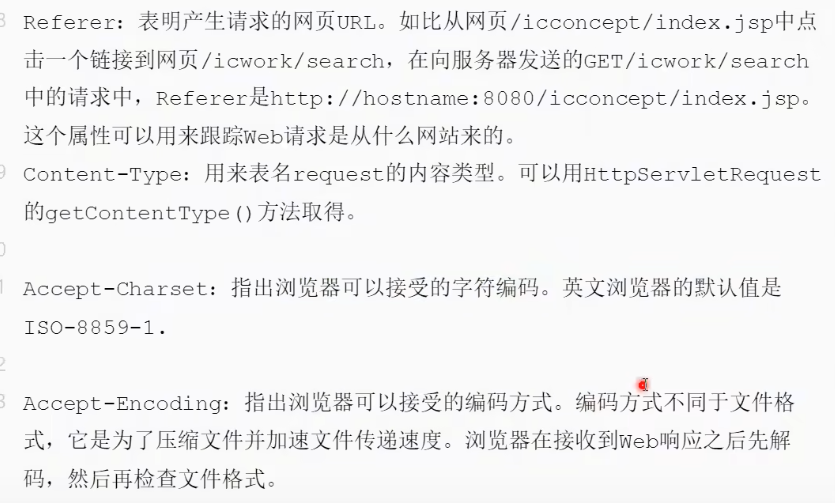 8 Referer：表明产生请求的网页URL。如比从网页/icconcept/index.jsp中点
击一个链接到网页/icwork/search，在向服务器发送的GET/icwork/search
中的请求中，Referer是http://hostname:8080/icconcept/index.jsp。
这个属性可以用来跟踪Web请求是从什么网站来的。
9 Content-Type：用来表名request的内容类型。可以用HttpServletRequest
的getContentType()方法取得。
0
1 Accept-Charset：指出浏览器可以接受的字符编码。英文浏览器的默认值是
ISO-8859-1.
2
3 Accept-Encoding：指出浏览器可以接受的编码方式。编码方式不同于文件格
式，它是为了压缩文件并加速文件传递速度。浏览器在接收到Web响应之后先解
码，然后再检查文件格式。